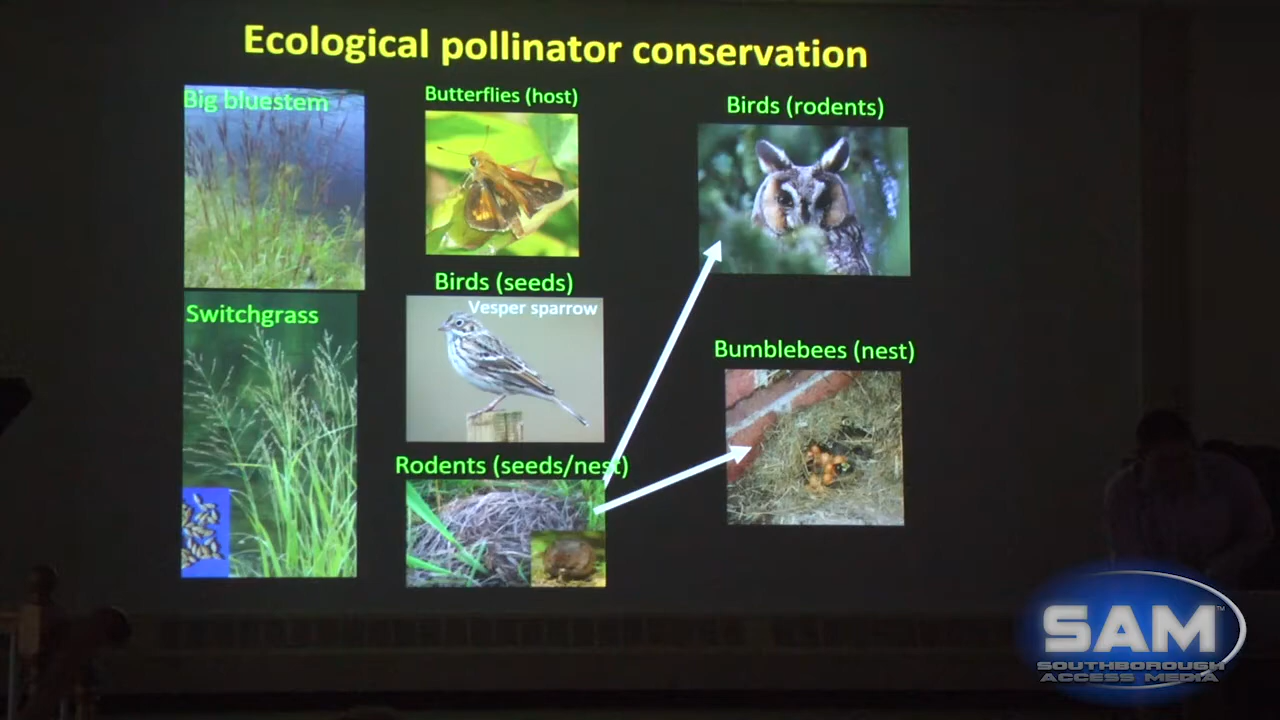 Ecological pollinator conservation
Big bluestem
Butterflies (host)
Birds (rodents)
Birds (seeds)
Vesper sparrow
Switchgrass
Bumblebees (nest)
Rodents (seeds/nest)
SAM™
SOUTHBOROUGH
ACCESS MEDIA